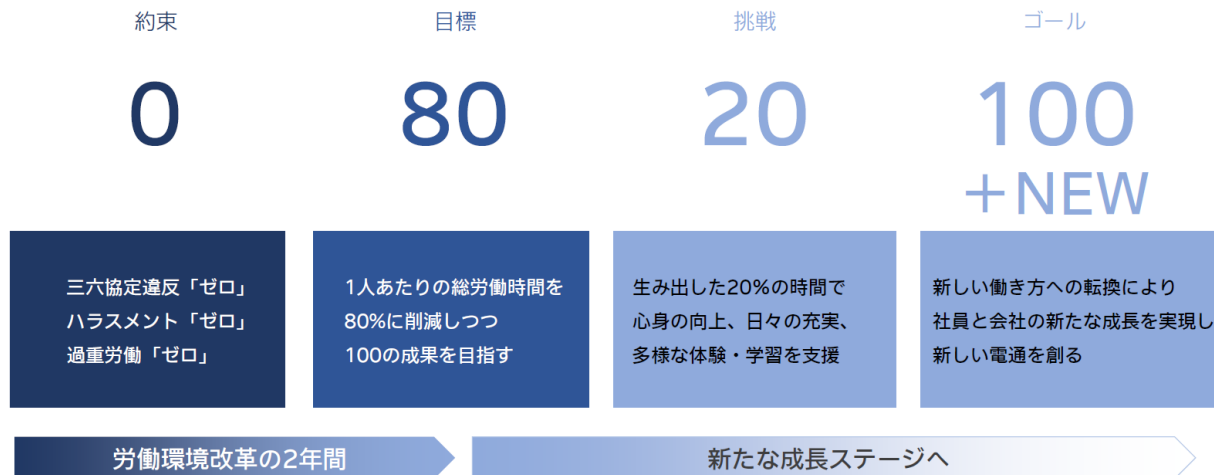 約束
0
三六協定違反「ゼロ」
ハラスメント「ゼロ」
過重労働「ゼロ」
目標
80
1人あたりの総労働時間を
80%に削減しつつ
100の成果を目指す
挑戦
20
生み出した20%の時間で
心身の向上、日々の充実、
多様な体験・学習を支援
ゴール
100
＋NEW
新しい働き方への転換により
社員と会社の新たな成長を実現し
新しい電通を創る
労働環境改革の2年間
新たな成長ステージへ